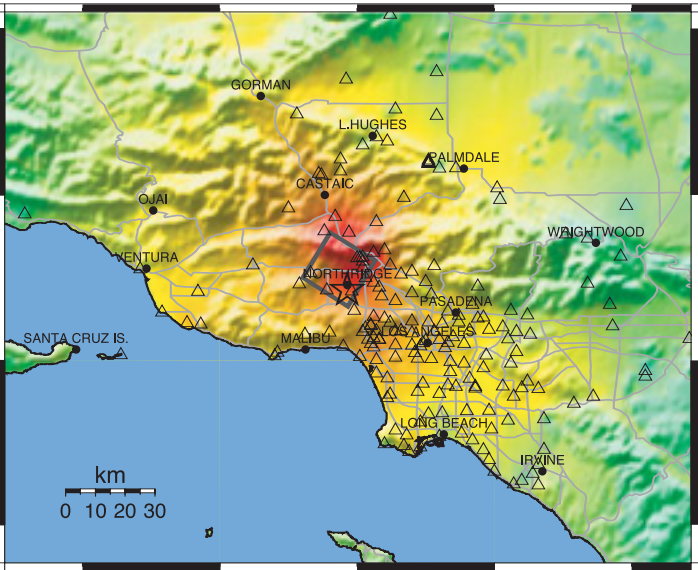 GORMAN
L.HUGHES
PALMDALE
CASTAIC
OJAI
WRIGHTWOOD
VENTURA
NORTHRIDGE
PASADENA
SANTA CRUZ IS.
MALIBU
LOS ANGELES
LONG BEACH
IRVINE
km
0 10 20 30